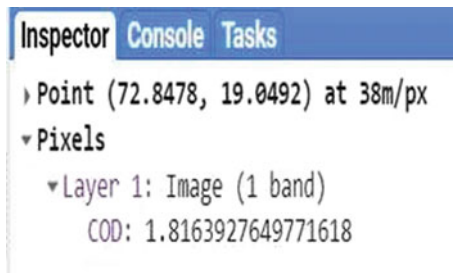 Inspector Console Tasks
Point (72.8478, 19.0492) at 38m/px
Pixels
Layer 1: Image (1 band)
COD: 1.8163927649771618